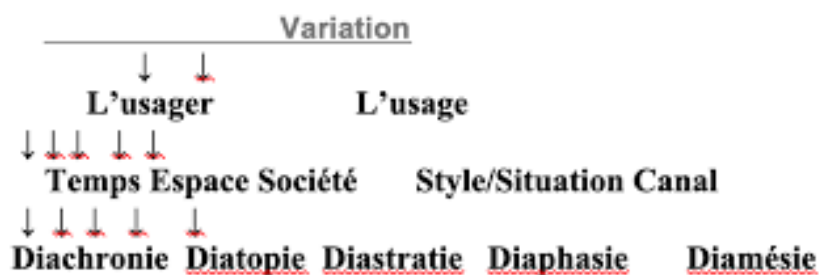 Variation
↓ ↓
L’usager L’usage
↓ ↓ ↓ ↓ ↓
Temps Espace Société Style/Situation Canal
↓ ↓ ↓ ↓ ↓
Diachronie Diatopie Diastratie Diaphasie Diamésie